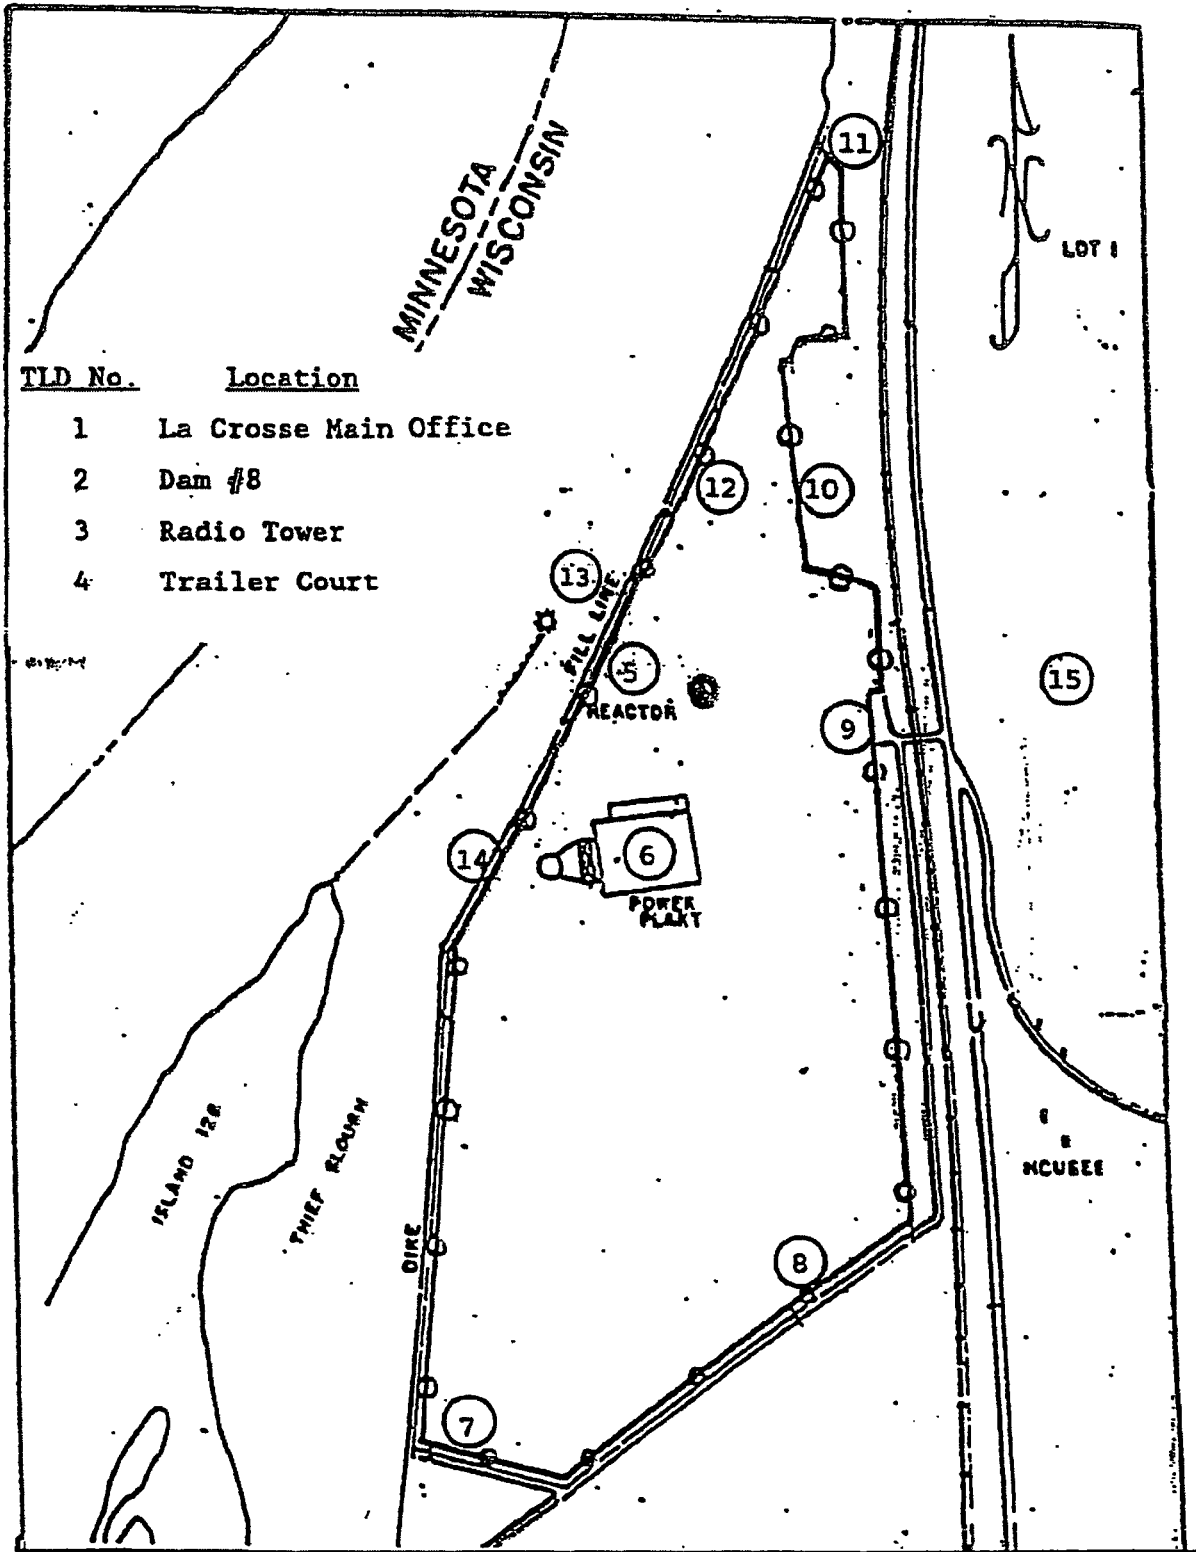 11
MINNESOTA
WISCONSIN
LOT 1
TLD No. Location
1 La Crosse Main Office
2 Dam #8
3 Radio Tower
4 Trailer Court
12
10
13
FILL LINE
5
15
REACTOR
9
14
6
POWER
PLANT
ISLAND 126
THIEF SLOUGH
DIKE
8
7